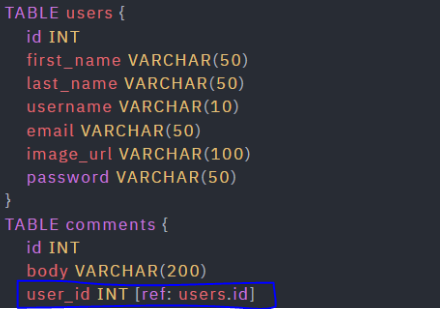 TABLE users {
id INT
first_name VARCHAR(50)
last_name VARCHAR(50)
username VARCHAR(10)
email VARCHAR(50)
image_url VARCHAR(100)
password VARCHAR(50)
}
TABLE comments {
id INT
body VARCHAR(200)
user_id INT [ref: users.id]